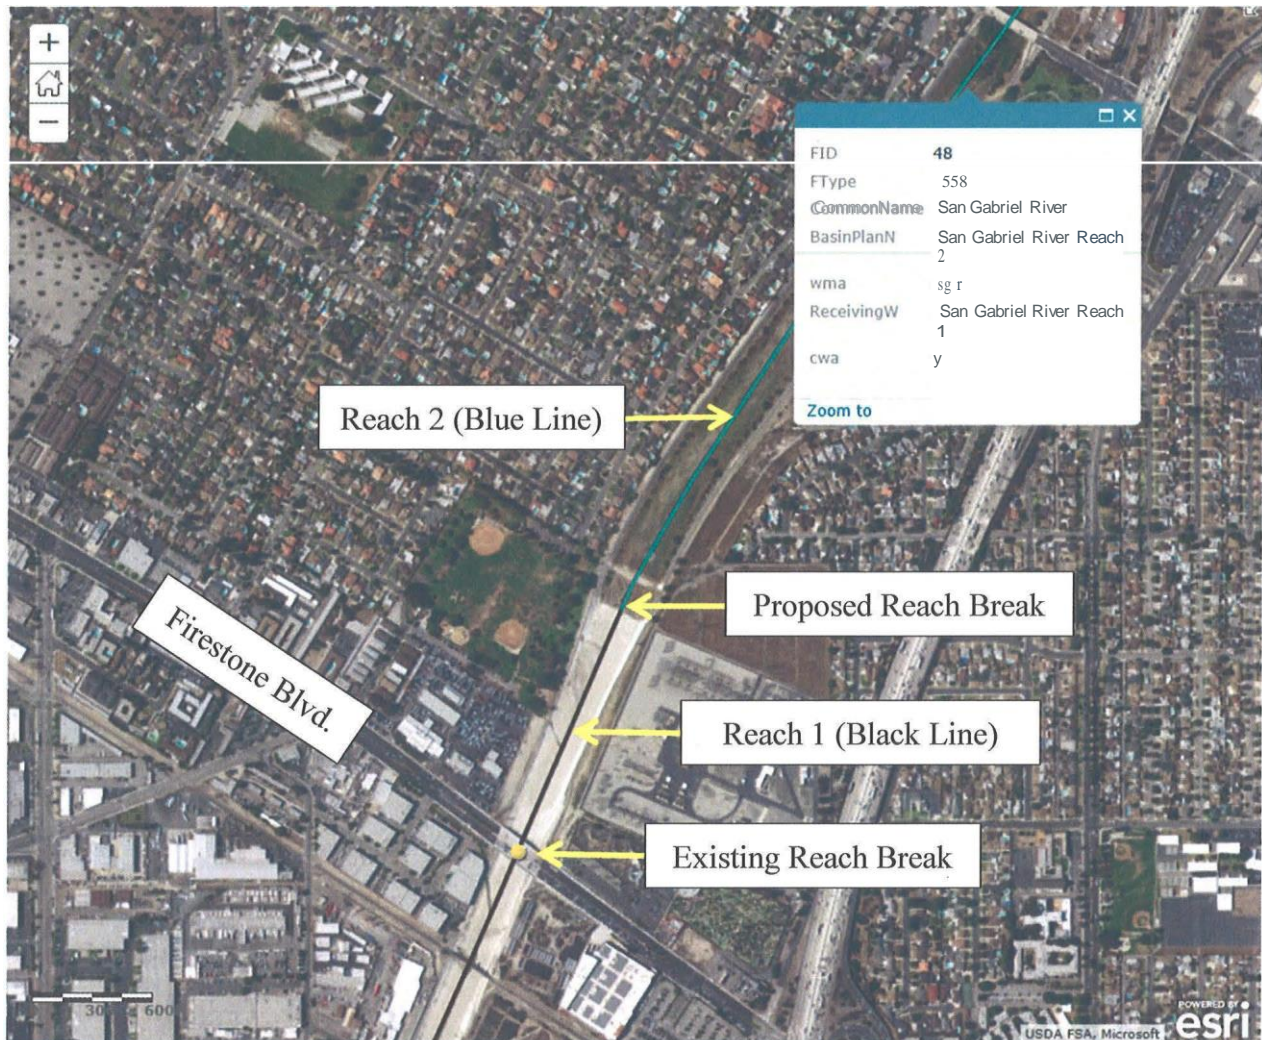 +
−
FID 48
FType 558
CommonName San Gabriel River
BasinPlanN San Gabriel River Reach
2
wma sg r
ReceivingW San Gabriel River Reach
1
cwa y
Zoom to
Reach 2 (Blue Line)
Proposed Reach Break
Firestone Blvd.
Reach 1 (Black Line)
Existing Reach Break
600
USDA FSA, Microsoft
POWERED BY
esri